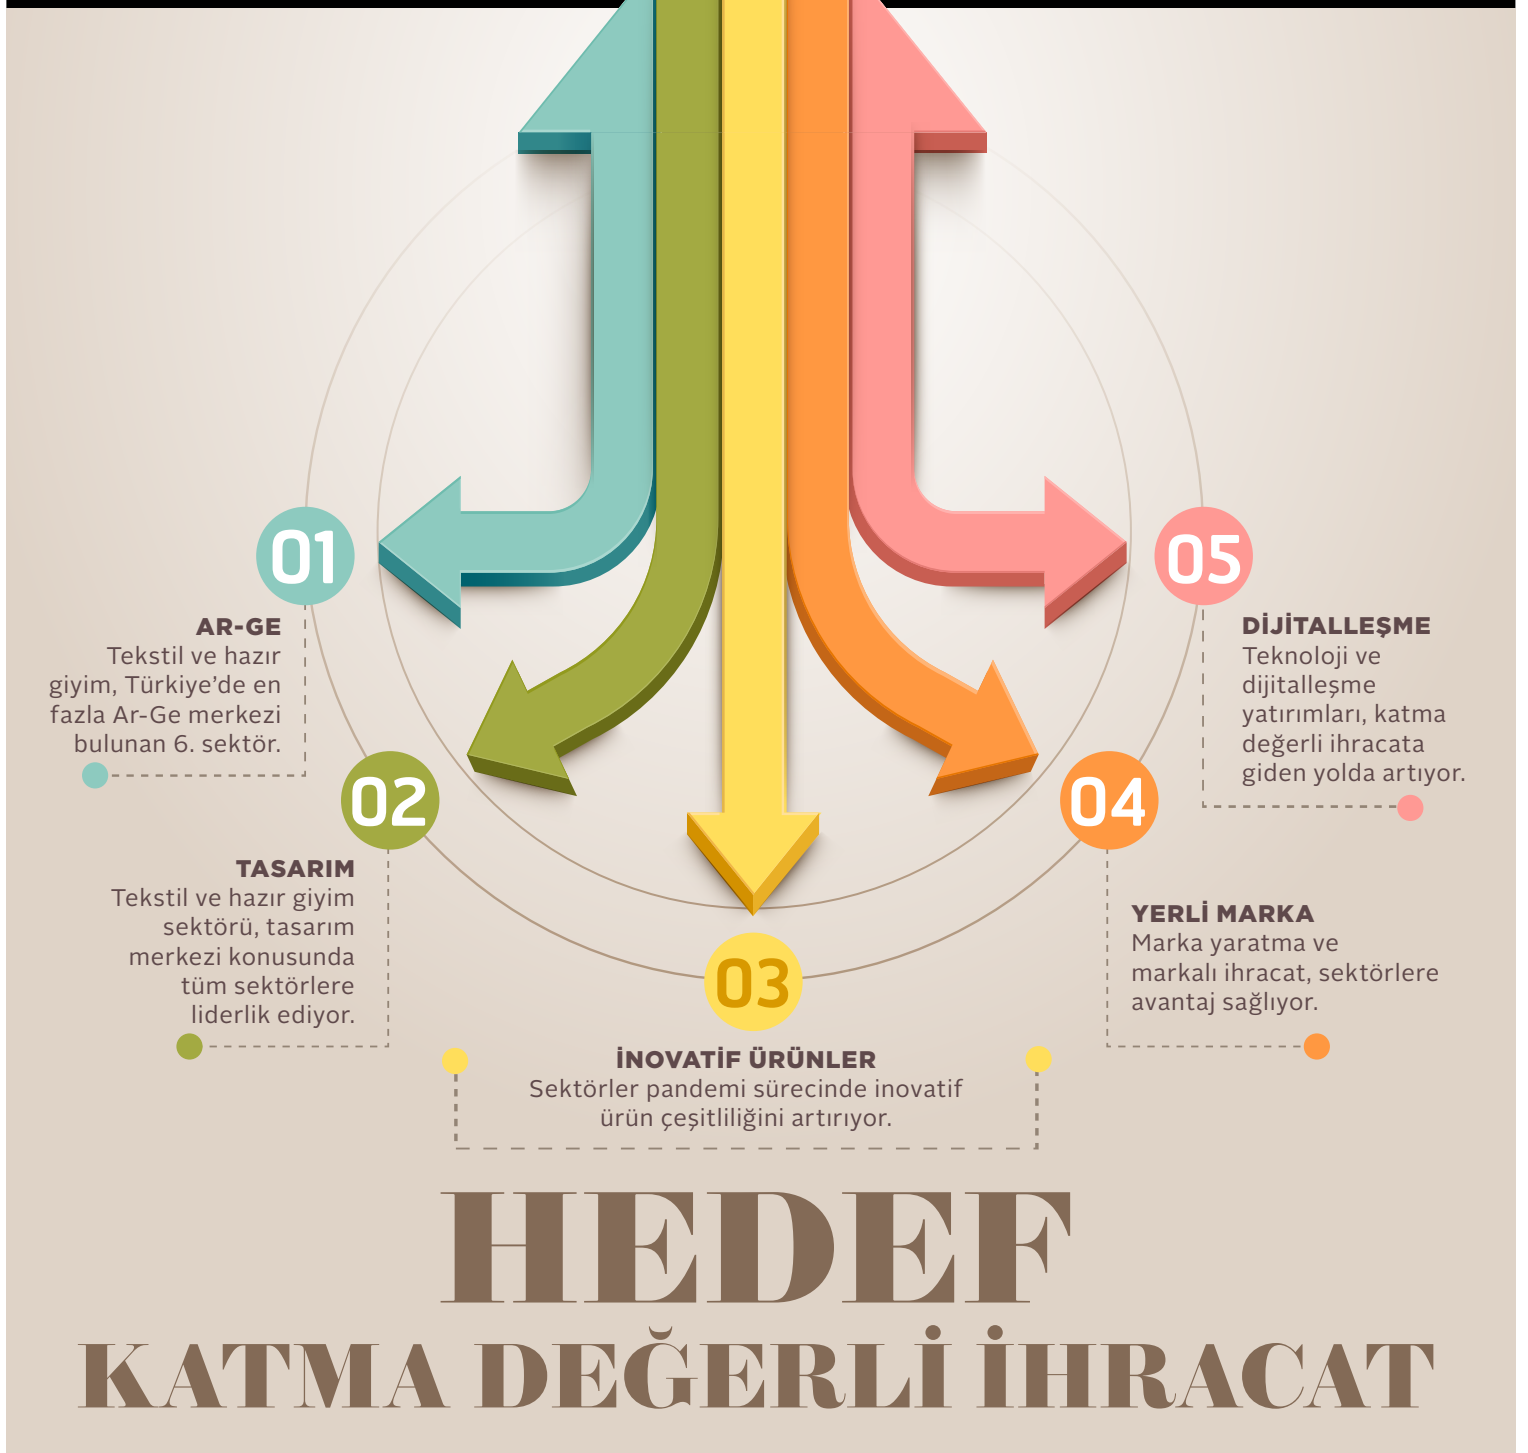 01
AR-GE
Tekstil ve hazır
giyim, Türkiye’de en
fazla Ar-Ge merkezi
bulunan 6. sektör.
02
TASARIM
Tekstil ve hazır giyim
sektörü, tasarım
merkezi konusunda
tüm sektörlere
liderlik ediyor.
03
İNOVATİF ÜRÜNLER
Sektörler pandemi sürecinde inovatif
ürün çeşitliliğini artırıyor.
04
YERLİ MARKA
Marka yaratma ve
markalı ihracat, sektörlere
avantaj sağlıyor.
05
DİJİTALLEŞME
Teknoloji ve
dijitalleşme
yatırımları, katma
değerli ihracata
giden yolda artıyor.
HEDEF
KATMA DEĞERLİ İHRACAT